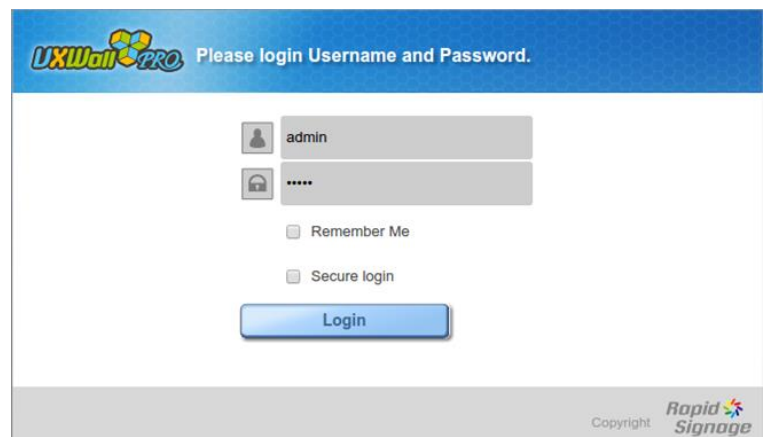 UXWall PRO
Please login Username and Password.
admin
•••••
Remember Me
Secure login
Login
Copyright
Rapid
Signage